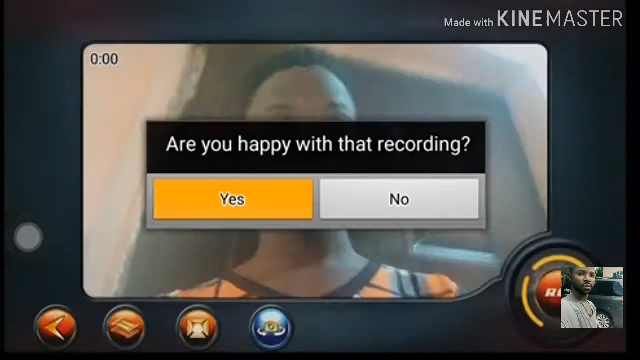 Made with KINEMASTER
0:00
Are you happy with that recording?
Yes
No